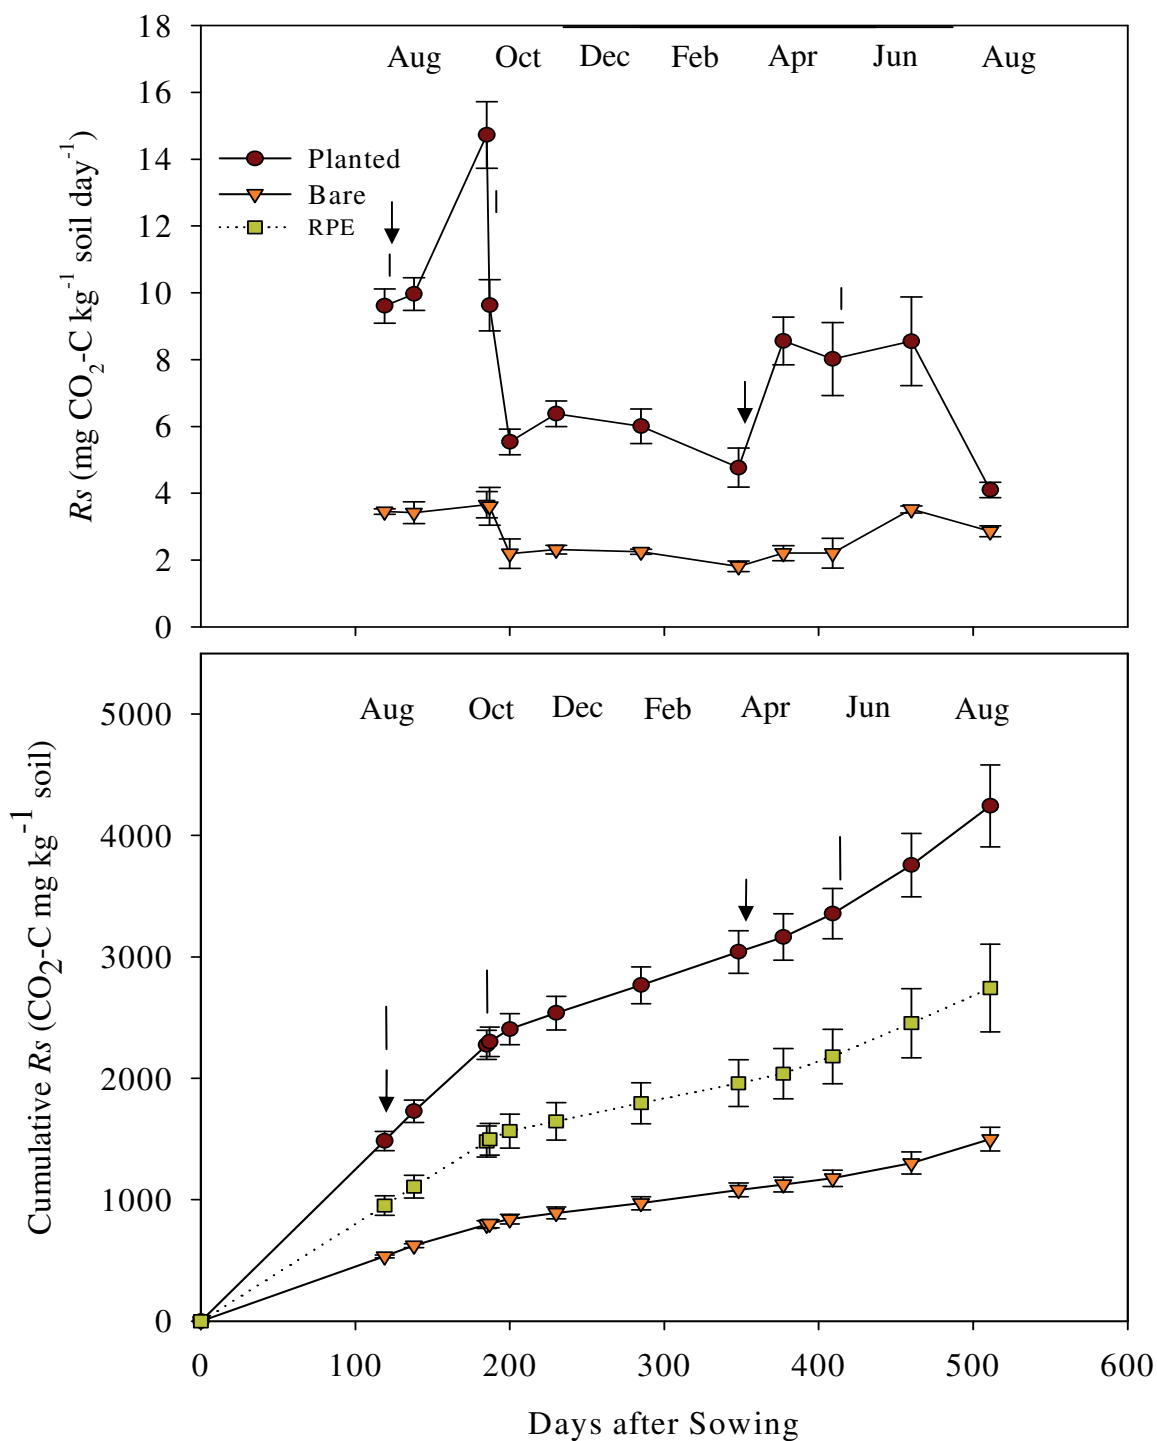 18
Aug Oct Dec Feb Apr Jun Aug
16
14
12
10
8
6
4
2
0
Planted
Bare
RPE
Rs (mg CO2-C kg-1 soil day-1)
Aug Oct Dec Feb Apr Jun Aug
5000
4000
3000
2000
1000
0
Cumulative Rs (CO2-C mg kg-1 soil)
0 100 200 300 400 500 600
Days after Sowing